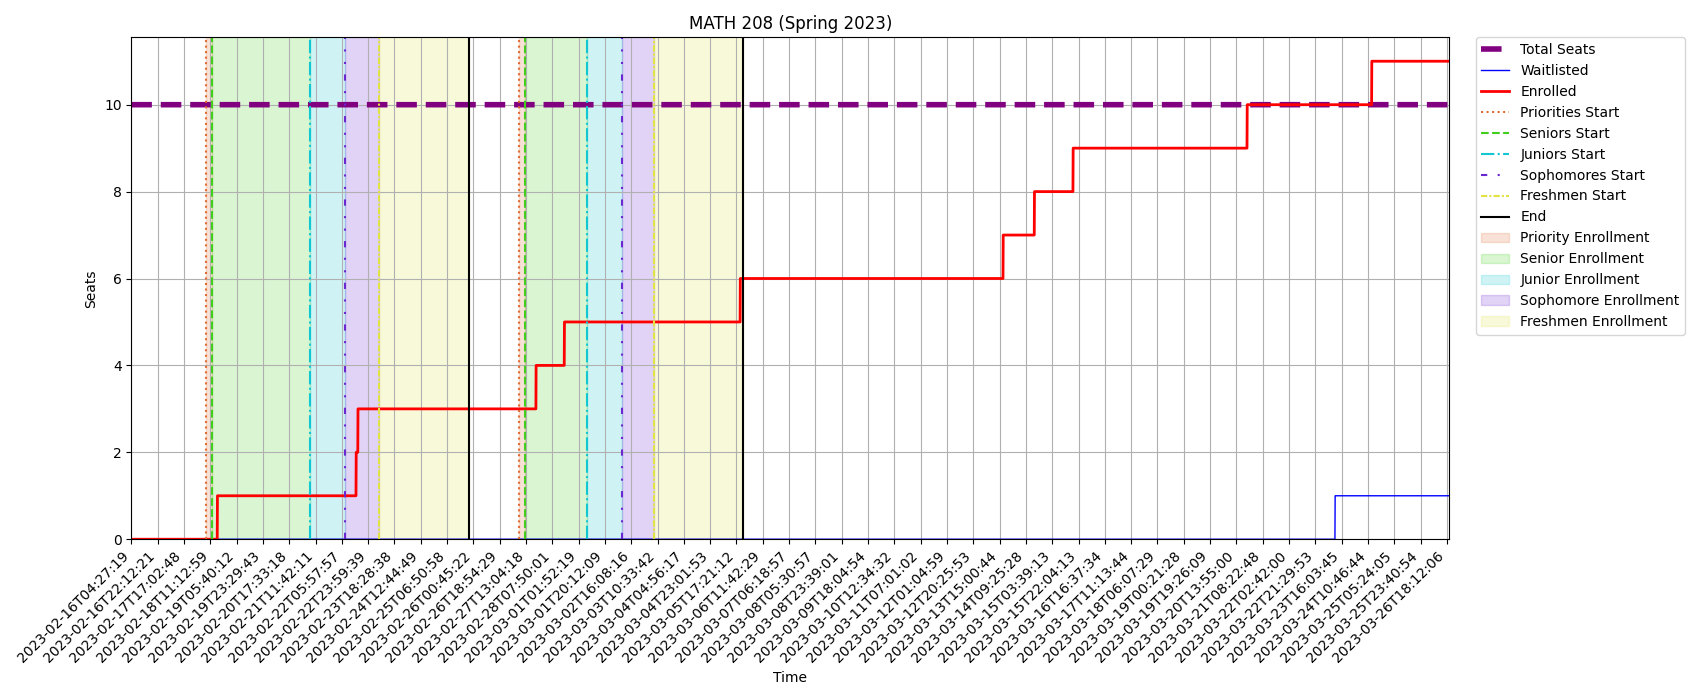 MATH 208 (Spring 2023)
Seats
10
8
6
4
2
0
2023-02-16T04:27:19
2023-02-16T22:12:21
2023-02-17T17:02:48
2023-02-18T11:12:59
2023-02-19T05:40:12
2023-02-19T23:29:43
2023-02-20T17:33:18
2023-02-21T11:42:11
2023-02-22T05:57:57
2023-02-22T23:59:39
2023-02-23T18:28:38
2023-02-24T12:44:49
2023-02-25T06:50:58
2023-02-26T00:45:22
2023-02-26T18:54:29
2023-02-27T13:04:18
2023-02-28T07:50:01
2023-03-01T01:52:19
2023-03-01T20:12:09
2023-03-02T16:08:16
2023-03-03T10:33:42
2023-03-04T04:56:17
2023-03-04T23:01:53
2023-03-05T17:21:12
2023-03-06T11:42:29
2023-03-07T06:18:57
2023-03-08T05:30:57
2023-03-08T23:39:01
2023-03-09T18:04:54
2023-03-10T12:34:32
2023-03-11T07:01:02
2023-03-12T01:04:59
2023-03-12T20:25:53
2023-03-13T15:00:44
2023-03-14T09:25:28
2023-03-15T03:39:13
2023-03-15T22:04:13
2023-03-16T16:37:34
2023-03-17T11:13:44
2023-03-18T06:07:29
2023-03-19T00:21:28
2023-03-19T19:26:09
2023-03-20T13:55:00
2023-03-21T08:22:48
2023-03-22T02:42:00
2023-03-22T21:29:53
2023-03-23T16:03:45
2023-03-24T10:46:44
2023-03-25T05:24:05
2023-03-25T23:40:54
2023-03-26T18:12:06
Time
Total Seats
Waitlisted
Enrolled
Priorities Start
Seniors Start
Juniors Start
Sophomores Start
Freshmen Start
End
Priority Enrollment
Senior Enrollment
Junior Enrollment
Sophomore Enrollment
Freshmen Enrollment